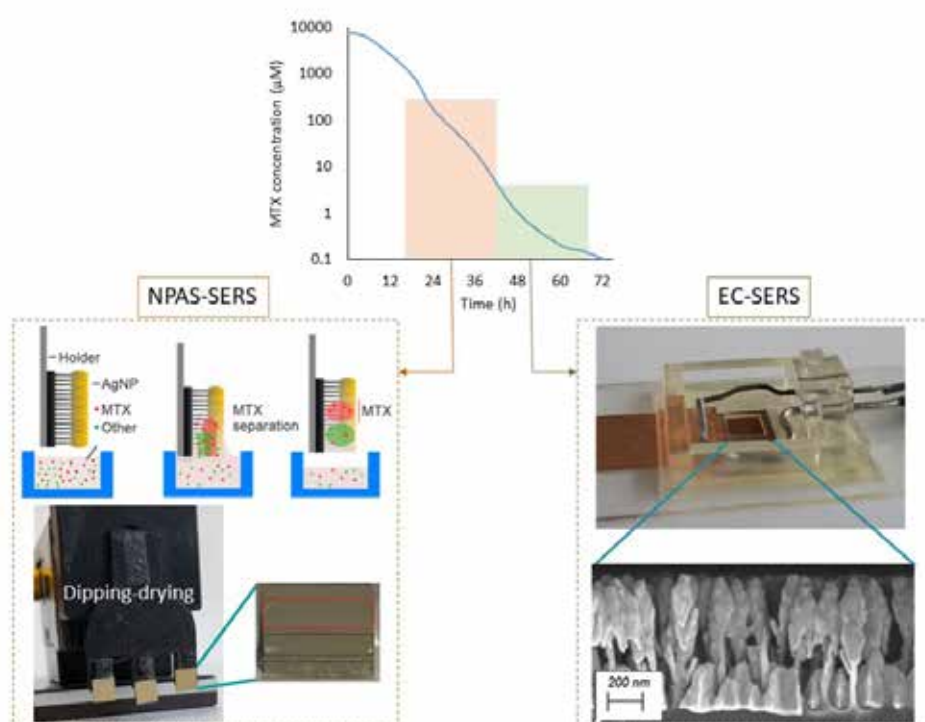 10000
1000
100
10
1
0.1
MTX concentration (µM)
0 12 24 36 48 60 72
Time (h)
NPAS-SERS
EC-SERS
Holder
AgNP
MTX
Other
MTX
separation
MTX
Dipping-drying
200 nm